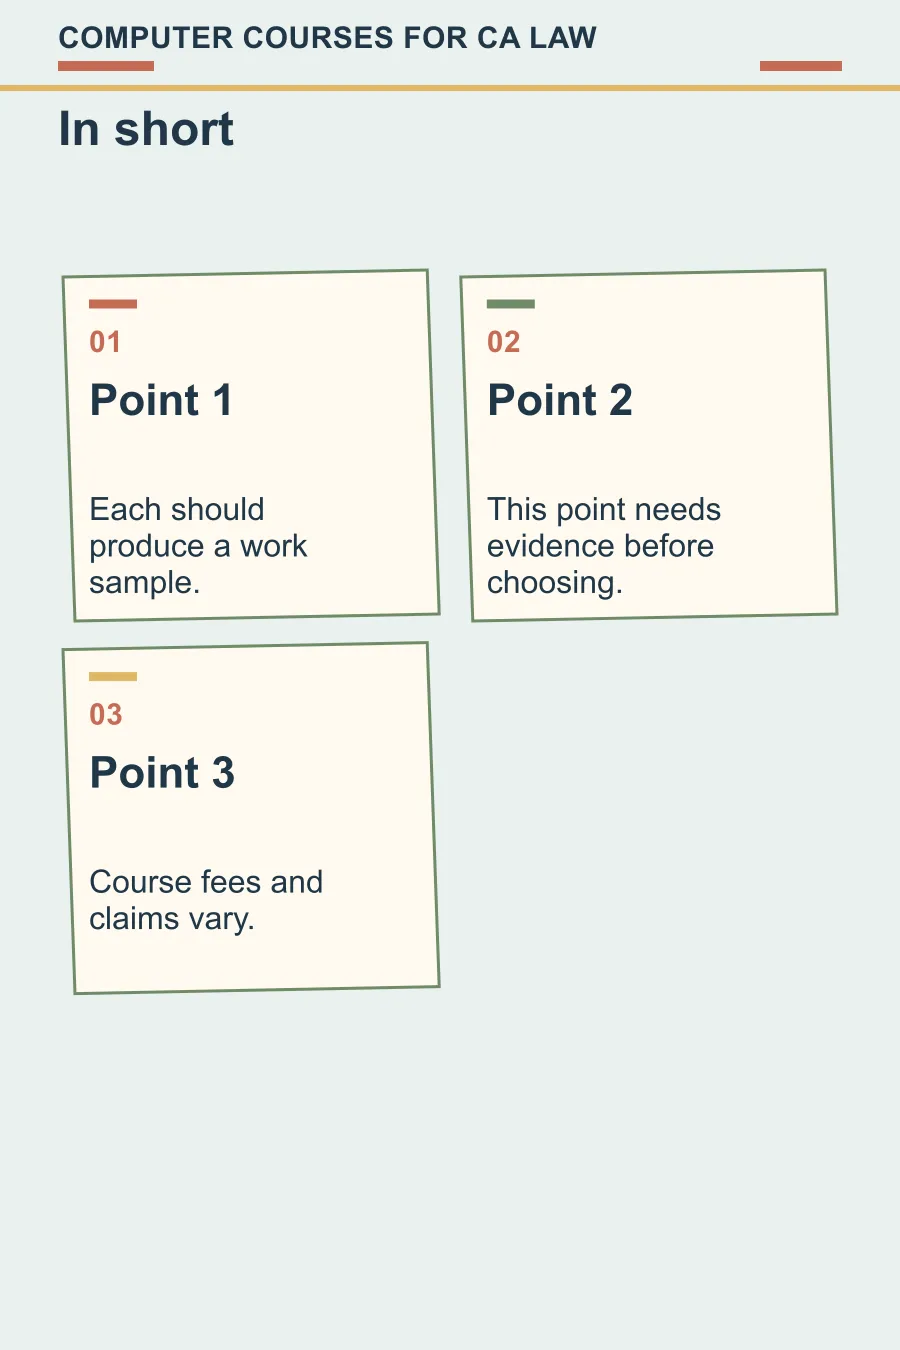 COMPUTER COURSES FOR CA LAW
In short
01
Point 1
Each should
produce a work
sample.
02
Point 2
This point needs
evidence before
choosing.
03
Point 3
Course fees and
claims vary.